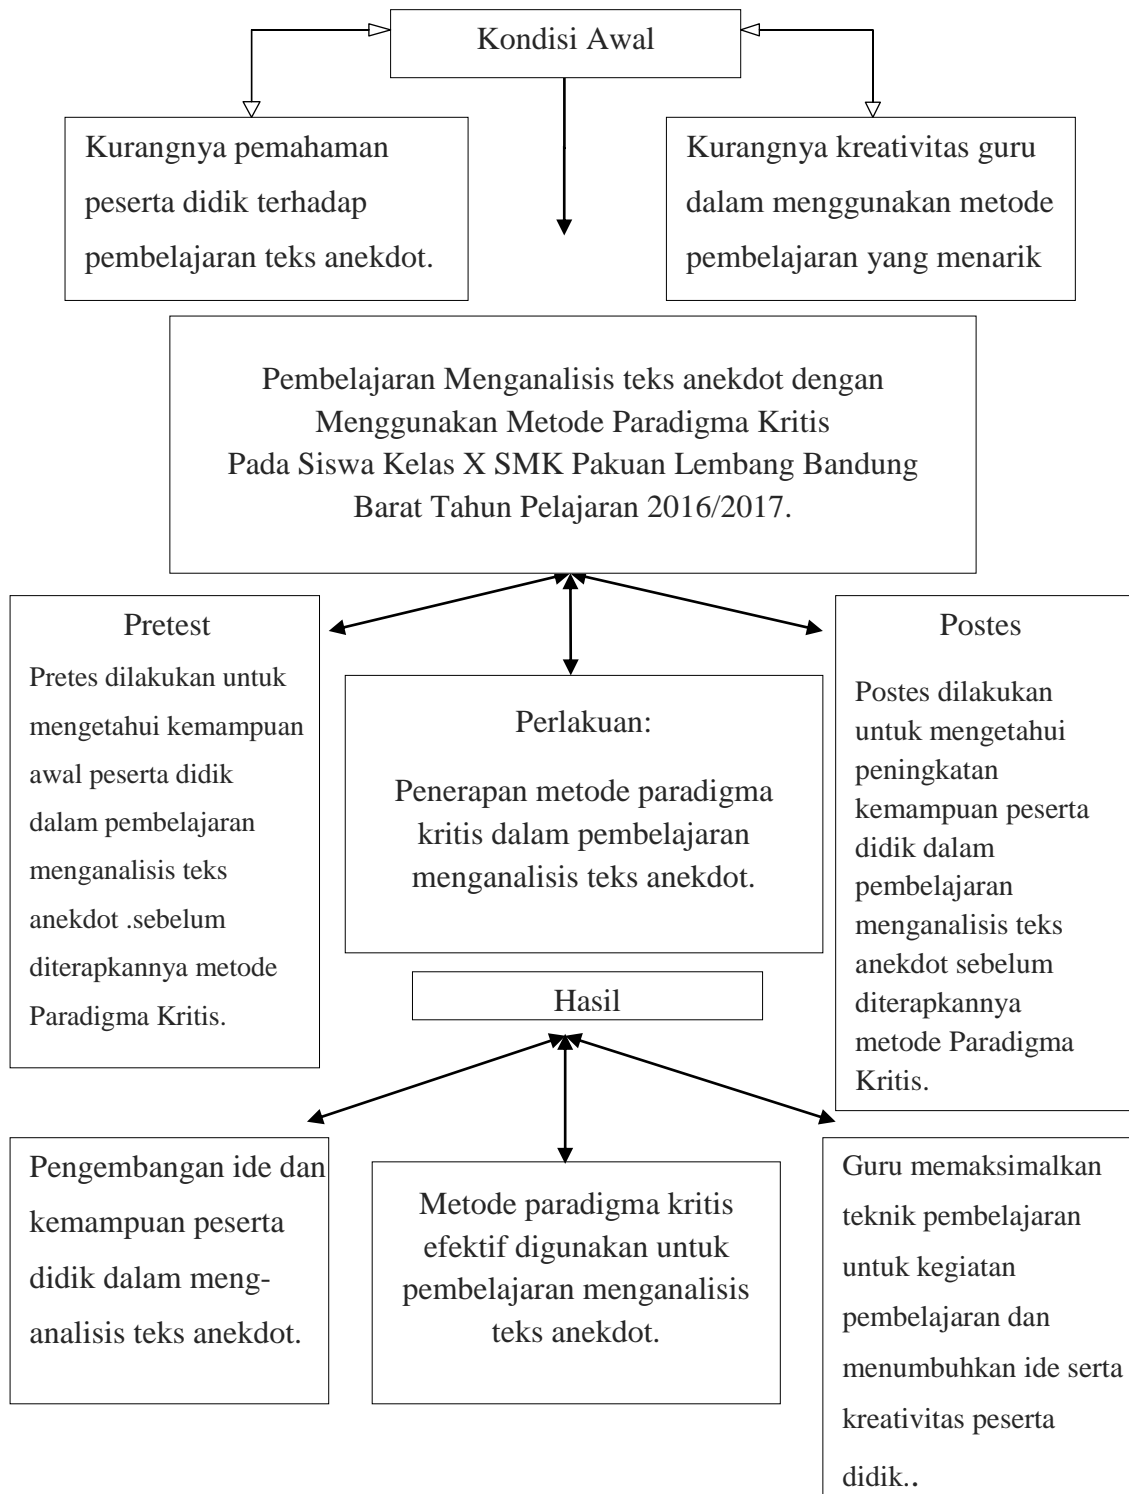 Kondisi Awal
Kurangnya pemahaman
peserta didik terhadap
pembelajaran teks anekdot.
Kurangnya kreativitas guru
dalam menggunakan metode
pembelajaran yang menarik
Pembelajaran Menganalisis teks anekdot dengan
Menggunakan Metode Paradigma Kritis
Pada Siswa Kelas X SMK Pakuan Lembang Bandung
Barat Tahun Pelajaran 2016/2017.
Pretest
Pretes dilakukan untuk
mengetahui kemampuan
awal peserta didik
dalam pembelajaran
menganalisis teks
anekdot .sebelum
diterapkannya metode
Paradigma Kritis.
Perlakuan:
Penerapan metode paradigma
kritis dalam pembelajaran
menganalisis teks anekdot.
Postes
Postes dilakukan
untuk mengetahui
peningkatan
kemampuan peserta
didik dalam
pembelajaran
menganalisis teks
anekdot sebelum
diterapkannya
metode Paradigma
Kritis.
Hasil
Pengembangan ide dan
kemampuan peserta
didik dalam meng-
analisis teks anekdot.
Metode paradigma kritis
efektif digunakan untuk
pembelajaran menganalisis
teks anekdot.
Guru memaksimalkan
teknik pembelajaran
untuk kegiatan
pembelajaran dan
menumbuhkan ide serta
kreativitas peserta
didik..